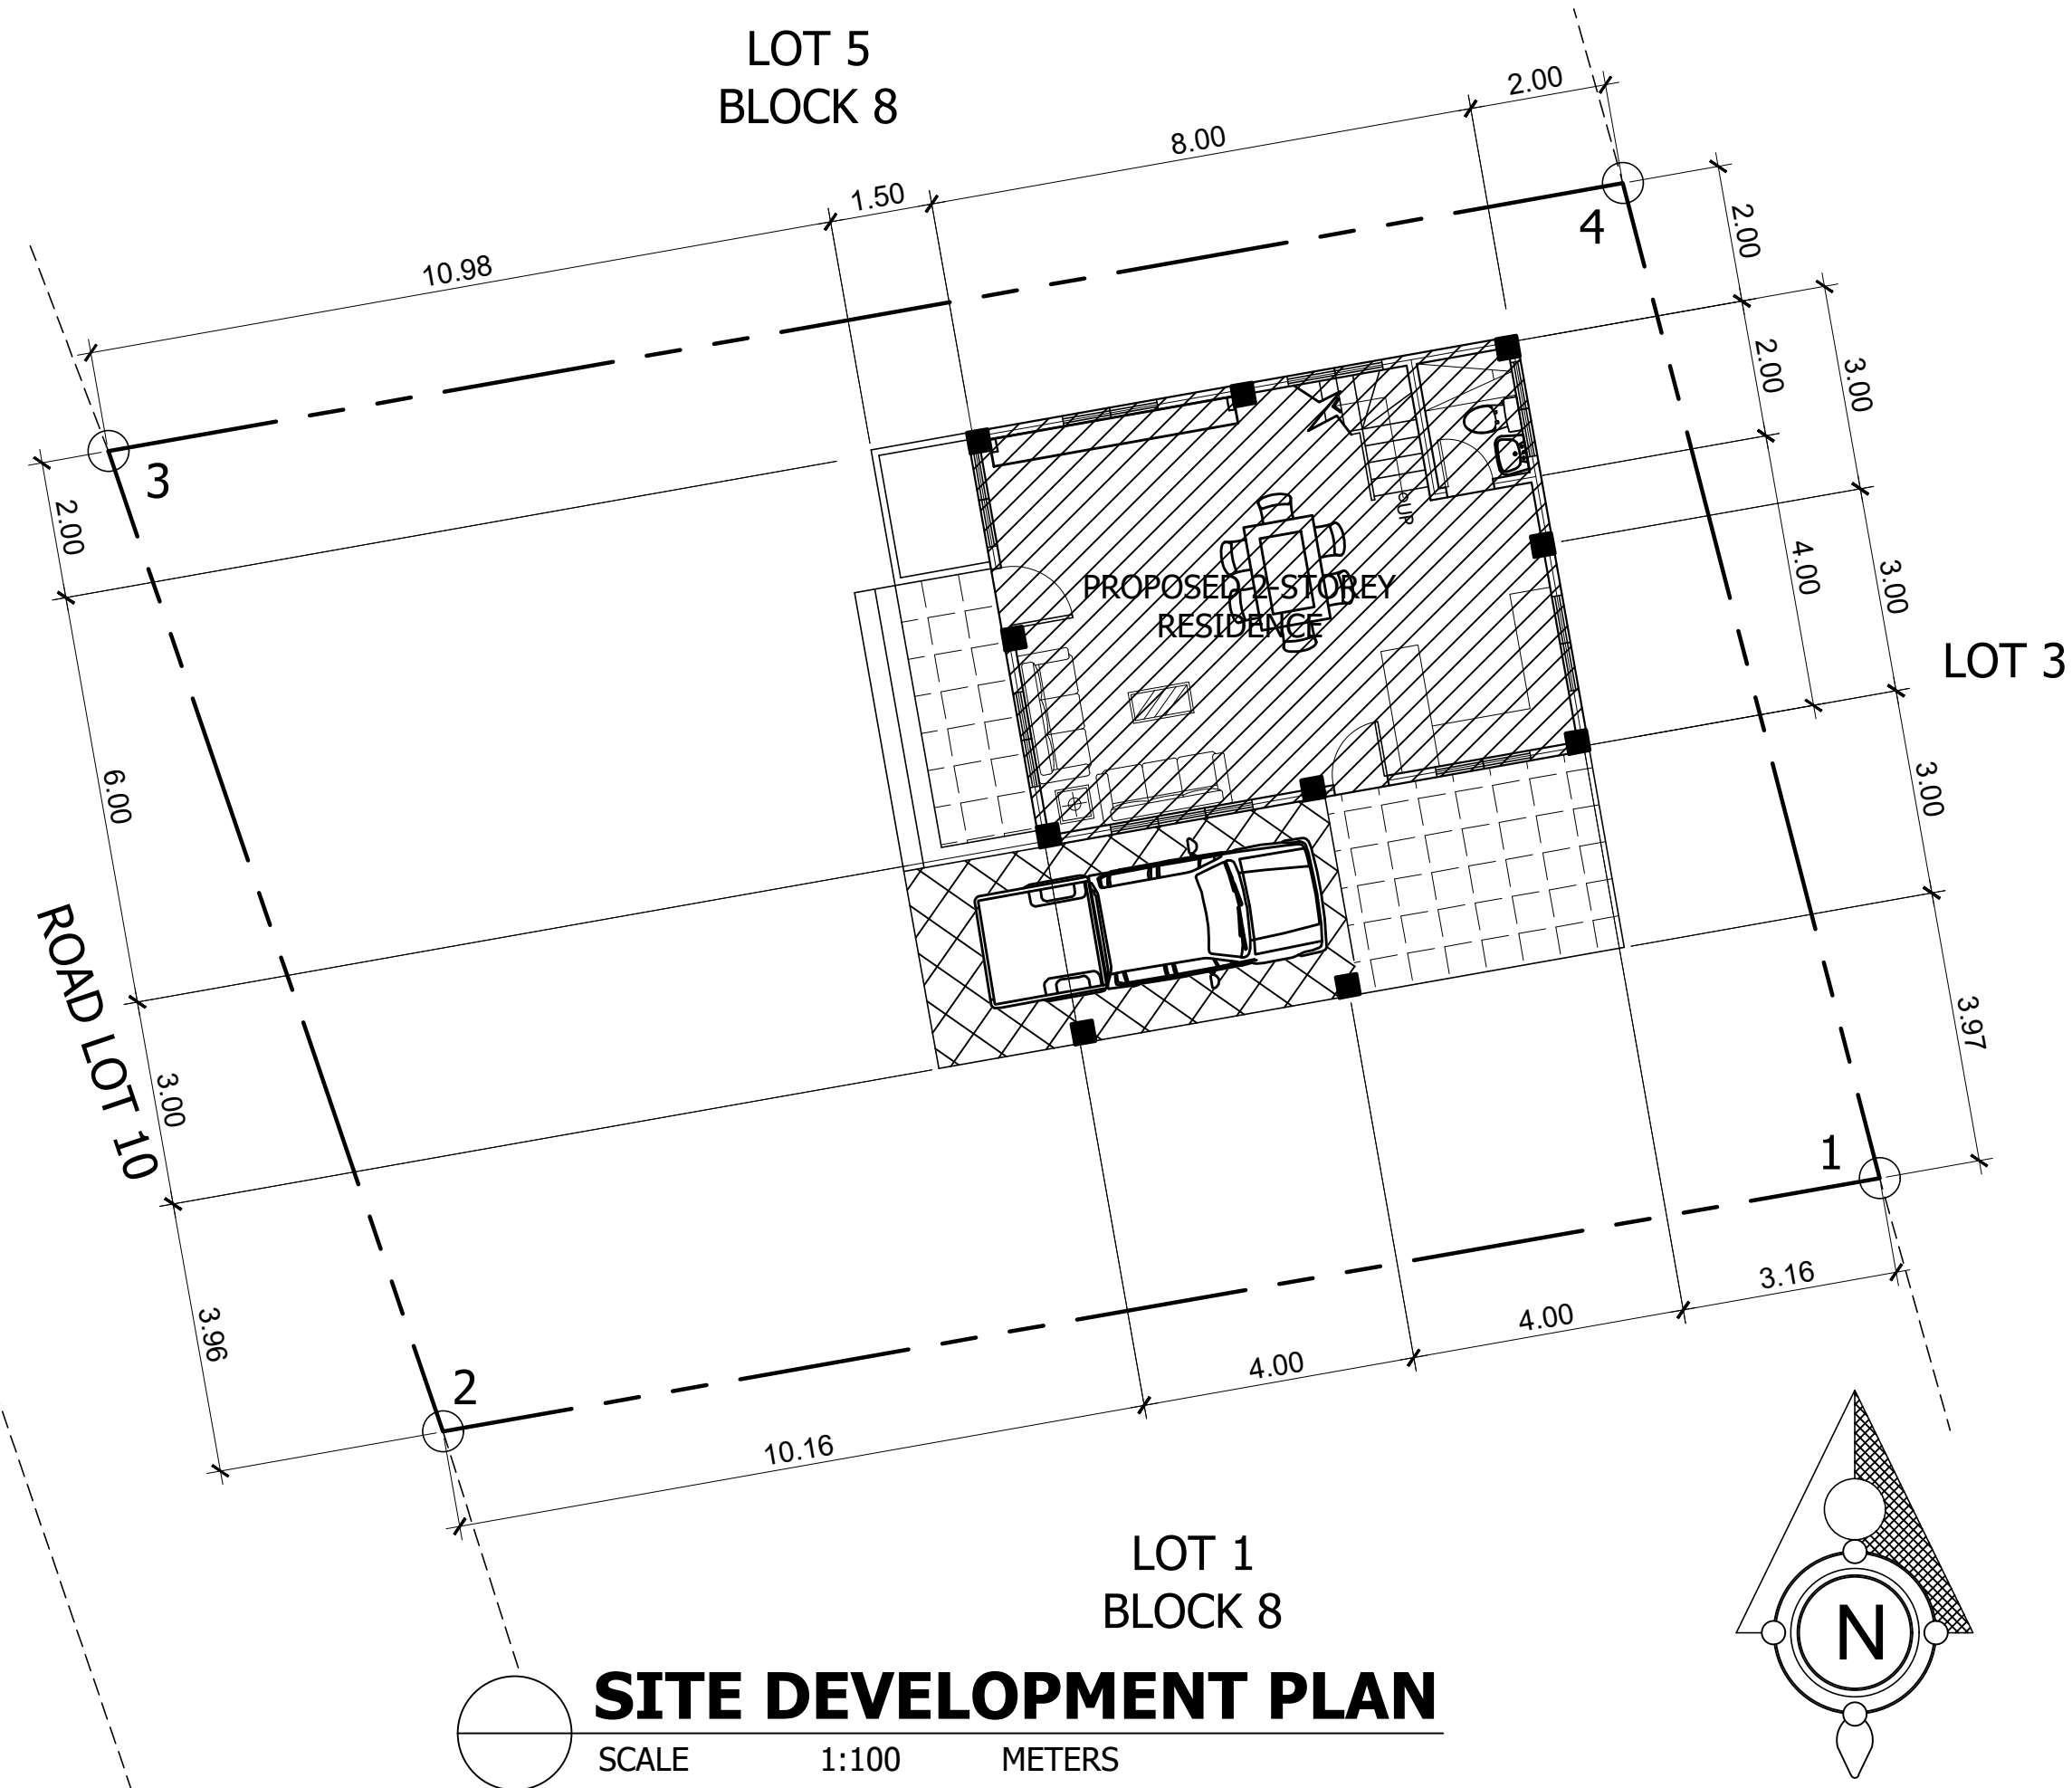 LOT 5
BLOCK 8
2.00
8.00
1.50
10.98
4
2.00
2.00
3.00
3
2.00
UP
4.00
3.00
PROPOSED 2-STOREY
RESIDENCE
LOT 3
6.00
3.00
ROAD LOT 10
3.00
3.97
1
3.96
2
3.16
4.00
4.00
10.16
LOT 1
BLOCK 8
N
SITE DEVELOPMENT PLAN
SCALE 1:100 METERS